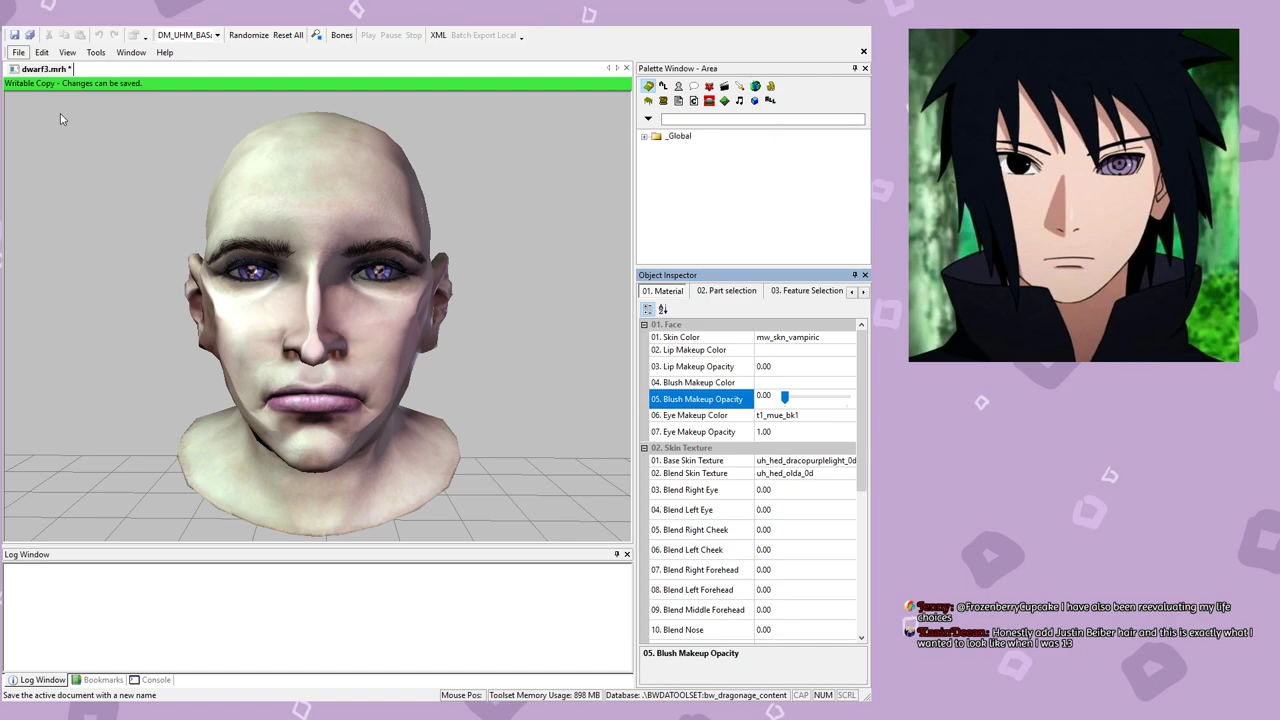 DM_UHM_BAS
Randomize Reset All Bones Play Pause Stop XML Batch Export Local
File Edit View Tools Window Help
dwarf3.mrh *
Writable Copy - Changes can be saved.
Palette Window - Area
_Global
Object Inspector
01. Material 02. Part selection 03. Feature Selection
01. Face
01. Skin Color mw_skn_vampiric
02. Lip Makeup Color
03. Lip Makeup Opacity 0.00
04. Blush Makeup Color
05. Blush Makeup Opacity 0.00
06. Eye Makeup Color t1_mue_bk1
07. Eye Makeup Opacity 1.00
02. Skin Texture
01. Base Skin Texture uh_hed_dracopurplelight_0d
02. Blend Skin Texture uh_hed_olda_0d
03. Blend Right Eye 0.00
04. Blend Left Eye 0.00
05. Blend Right Cheek 0.00
06. Blend Left Cheek 0.00
07. Blend Right Forehead 0.00
08. Blend Left Forehead 0.00
09. Blend Middle Forehead 0.00
10. Blend Nose 0.00
05. Blush Makeup Opacity
Log Window
Log Window Bookmarks Console
Save the active document with a new name
Mouse Pos: Toolset Memory Usage: 898 MB Database: .\BWDATOOLSET:bw_dragonage_content CAP NUM SCRL
@FrozenberryCupcake I have also been reevaluating my life
choices
Honestly add Justin Beiber hair and this is exactly what I
wanted to look like when I was 13